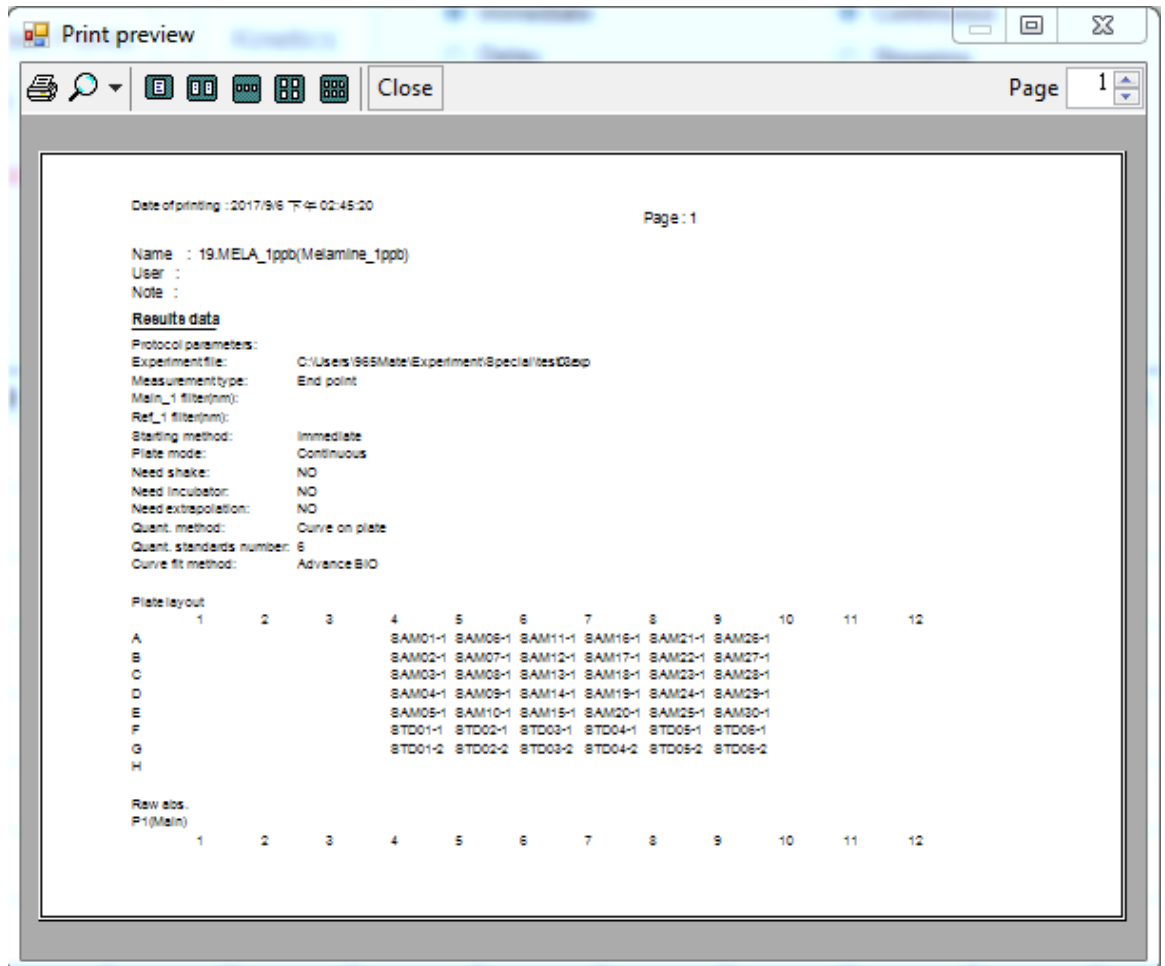 Print preview
Close
Page 1
Date of printing : 2017/9/6 下午 02:45:20
Page : 1
Name : 19.MELA_1ppb(Melamine_1ppb)
User :
Note :
Results data
Protocol parameters:
Experiment file: C:\Users\965Mate\Experiment\Special\test03exp
Measurement type: End point
Main_1 filter(nm):
Ref_1 filter(nm):
Starting method: Immediate
Plate mode: Continuous
Need shake: NO
Need incubator: NO
Need extrapolation: NO
Quant. method: Curve on plate
Quant. standards number: 6
Curve fit method: Advance BIO
Plate layout
1 2 3 4 5 6 7 8 9 10 11 12
A SAM01-1 SAM06-1 SAM11-1 SAM16-1 SAM21-1 SAM26-1
B SAM02-1 SAM07-1 SAM12-1 SAM17-1 SAM22-1 SAM27-1
C SAM03-1 SAM08-1 SAM13-1 SAM18-1 SAM23-1 SAM28-1
D SAM04-1 SAM09-1 SAM14-1 SAM19-1 SAM24-1 SAM29-1
E SAM05-1 SAM10-1 SAM15-1 SAM20-1 SAM25-1 SAM30-1
F STD01-1 STD02-1 STD03-1 STD04-1 STD05-1 STD06-1
G STD01-2 STD02-2 STD03-2 STD04-2 STD05-2 STD06-2
H
Raw abs.
P1(Main)
1 2 3 4 5 6 7 8 9 10 11 12